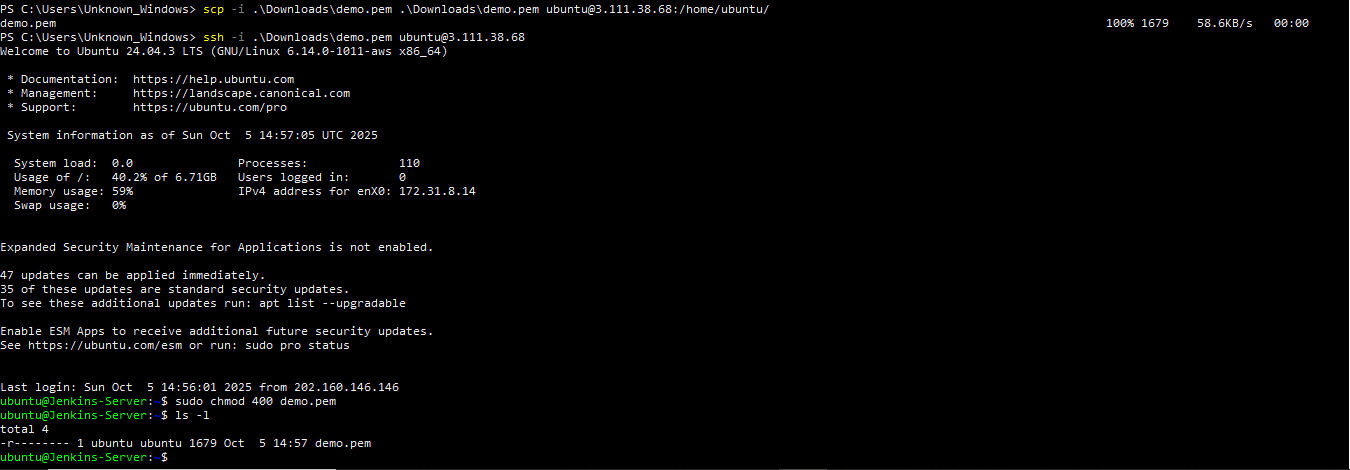 PS C:\Users\Unknown_Windows> scp -i .\Downloads\demo.pem .\Downloads\demo.pem ubuntu@3.111.38.68:/home/ubuntu/
demo.pem 100% 1679 58.6KB/s 00:00
PS C:\Users\Unknown_Windows> ssh -i .\Downloads\demo.pem ubuntu@3.111.38.68
Welcome to Ubuntu 24.04.3 LTS (GNU/Linux 6.14.0-1011-aws x86_64)
* Documentation: https://help.ubuntu.com
* Management: https://landscape.canonical.com
* Support: https://ubuntu.com/pro
System information as of Sun Oct 5 14:57:05 UTC 2025
System load: 0.0 Processes: 110
Usage of /: 40.2% of 6.71GB Users logged in: 0
Memory usage: 59% IPv4 address for enX0: 172.31.8.14
Swap usage: 0%
Expanded Security Maintenance for Applications is not enabled.
47 updates can be applied immediately.
35 of these updates are standard security updates.
To see these additional updates run: apt list --upgradable
Enable ESM Apps to receive additional future security updates.
See https://ubuntu.com/esm or run: sudo pro status
Last login: Sun Oct 5 14:56:01 2025 from 202.160.146.146
ubuntu@Jenkins-Server:~$ sudo chmod 400 demo.pem
ubuntu@Jenkins-Server:~$ ls -l
total 4
-r-------- 1 ubuntu ubuntu 1679 Oct 5 14:57 demo.pem
ubuntu@Jenkins-Server:~$